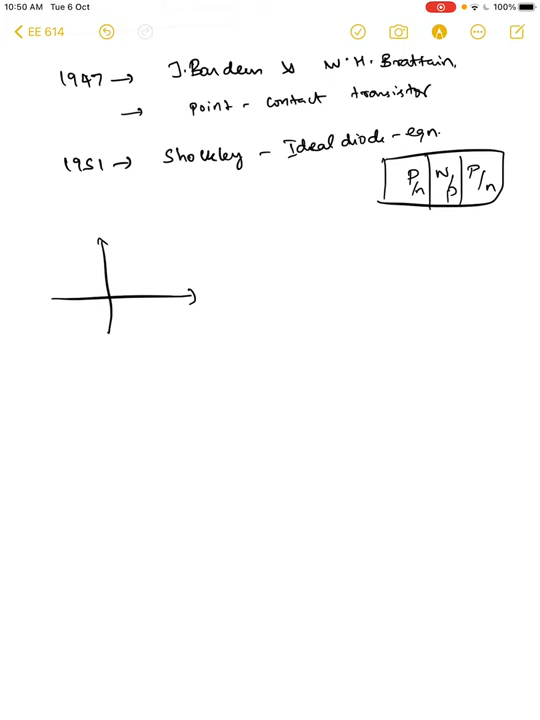 10:50 AM Tue 6 Oct
100%
EE 614
1947 → J. Bardeen & W. H. Brattain,
→ point - contact transistor
1951 → Shockley - Ideal diode - eqn.
P/n N/p P/n